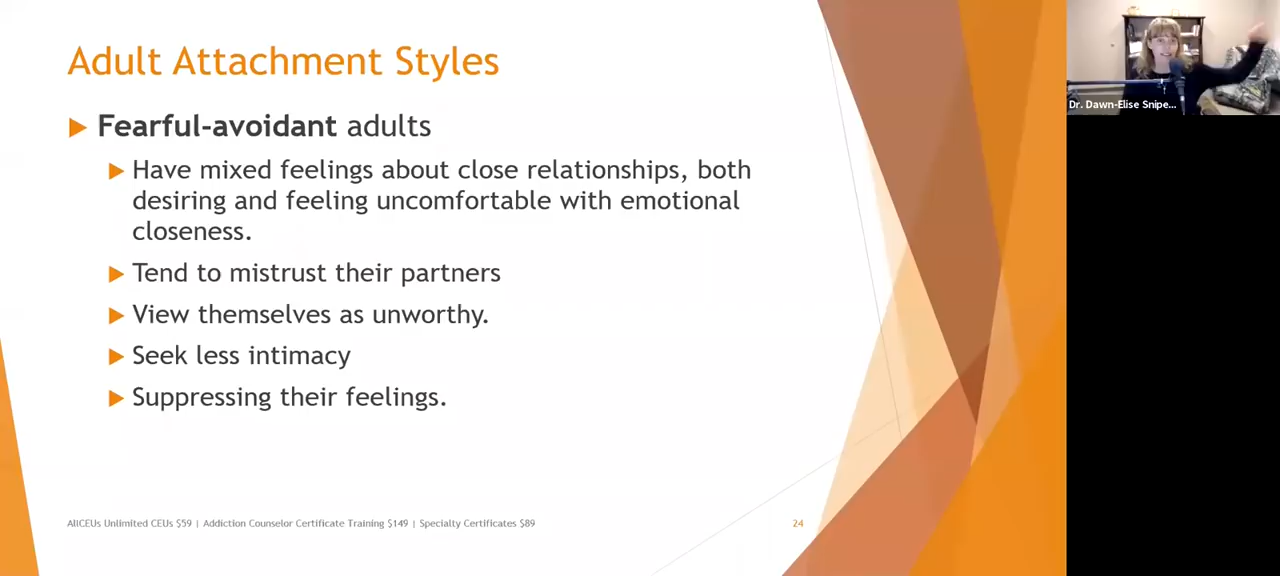 Adult Attachment Styles
Fearful-avoidant adults
Have mixed feelings about close relationships, both
desiring and feeling uncomfortable with emotional
closeness.
Tend to mistrust their partners
View themselves as unworthy.
Seek less intimacy
Suppressing their feelings.
AllCEUs Unlimited CEUs $59 | Addiction Counselor Certificate Training $149 | Specialty Certificates $89
24
Dr. Dawn-Elise Snipe...